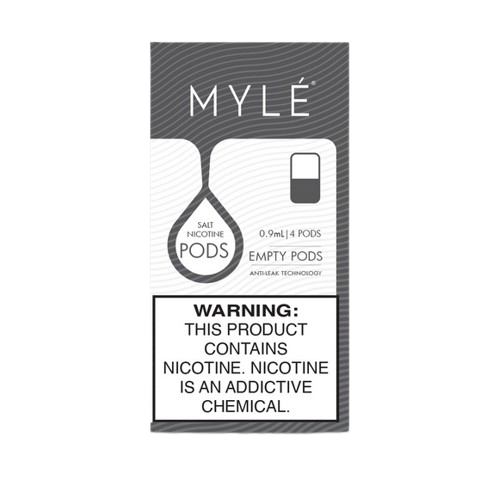 MYLÉ®
SALT
NICOTINE
PODS
0.9mL|4 PODS
EMPTY PODS
ANTI-LEAK TECHNOLOGY
WARNING:
THIS PRODUCT
CONTAINS
NICOTINE. NICOTINE
IS AN ADDICTIVE
CHEMICAL.